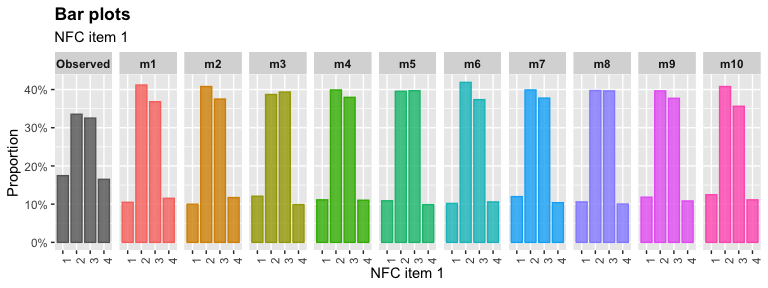 Bar plots
NFC item 1
Observed m1 m2 m3 m4 m5 m6 m7 m8 m9 m10
Proportion
40%
30%
20%
10%
0%
1 2 3 4 1 2 3 4 1 2 3 4 1 2 3 4 1 2 3 4 1 2 3 4 1 2 3 4 1 2 3 4 1 2 3 4 1 2 3 4 1 2 3 4
NFC item 1